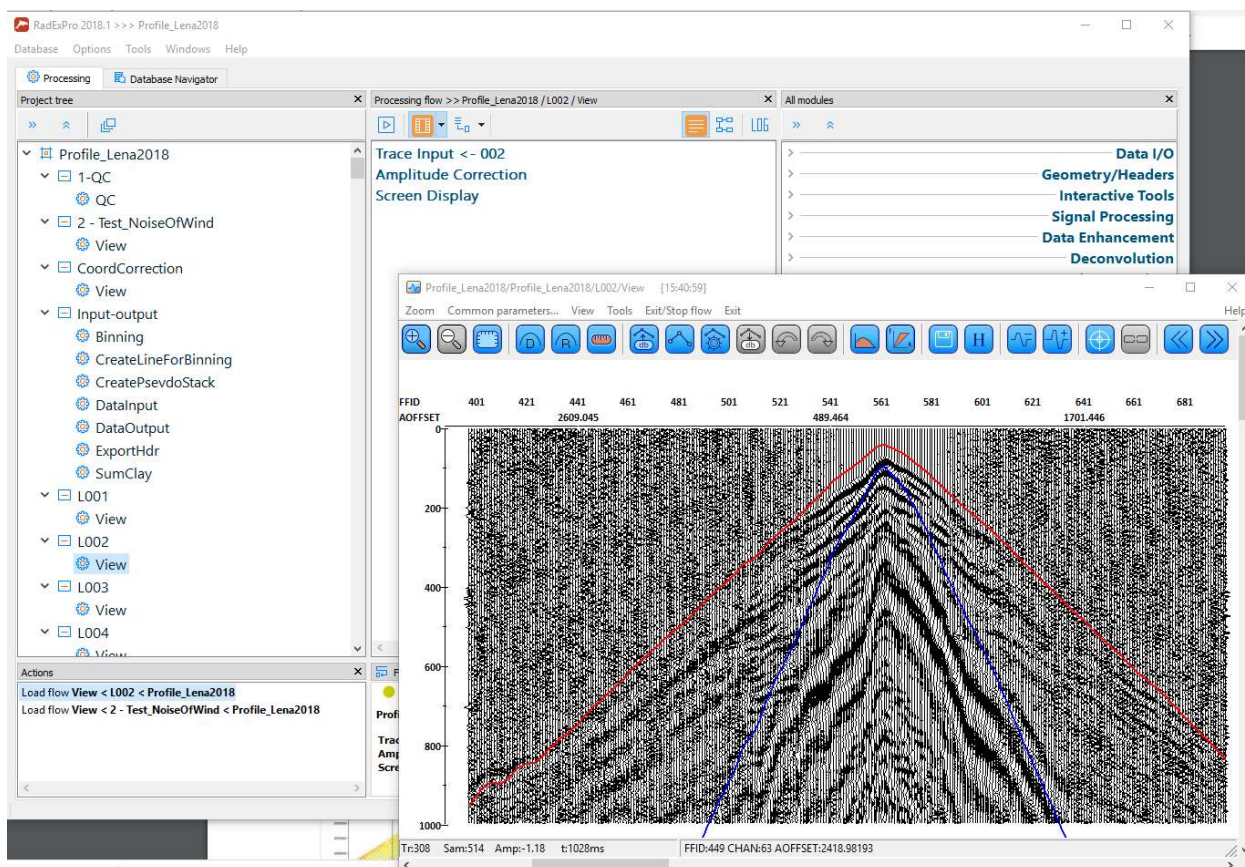 RadExPro 2018.1 >>> Profile_Lena2018
Database Options Tools Windows Help
Processing Database Navigator
Project tree
Profile_Lena2018
1-QC
QC
2 - Test_NoiseOfWind
View
CoordCorrection
View
Input-output
Binning
CreateLineForBinning
CreatePsevdoStack
DataInput
DataOutput
ExportHdr
SumClay
L001
View
L002
View
L003
View
L004
View
Actions
Load flow View < L002 < Profile_Lena2018
Load flow View < 2 - Test_NoiseOfWind < Profile_Lena2018
Processing flow >> Profile_Lena2018 / L002 / View
LOG
Trace Input <- 002
Amplitude Correction
Screen Display
All modules
Data I/O
Geometry/Headers
Interactive Tools
Signal Processing
Data Enhancement
Deconvolution
Profile_Lena2018/Profile_Lena2018/L002/View [15:40:59]
Zoom Common parameters... View Tools Exit/Stop flow Exit Help
D R db db H
FFID 401 421 441 461 481 501 521 541 561 581 601 621 641 661 681
AOFFSET 2609.045 489.464 1701.446
0
200
400
600
800
1000
Tr:308 Sam:514 Amp:-1.18 t:1028ms FFID:449 CHAN:63 AOFFSET:2418.98193